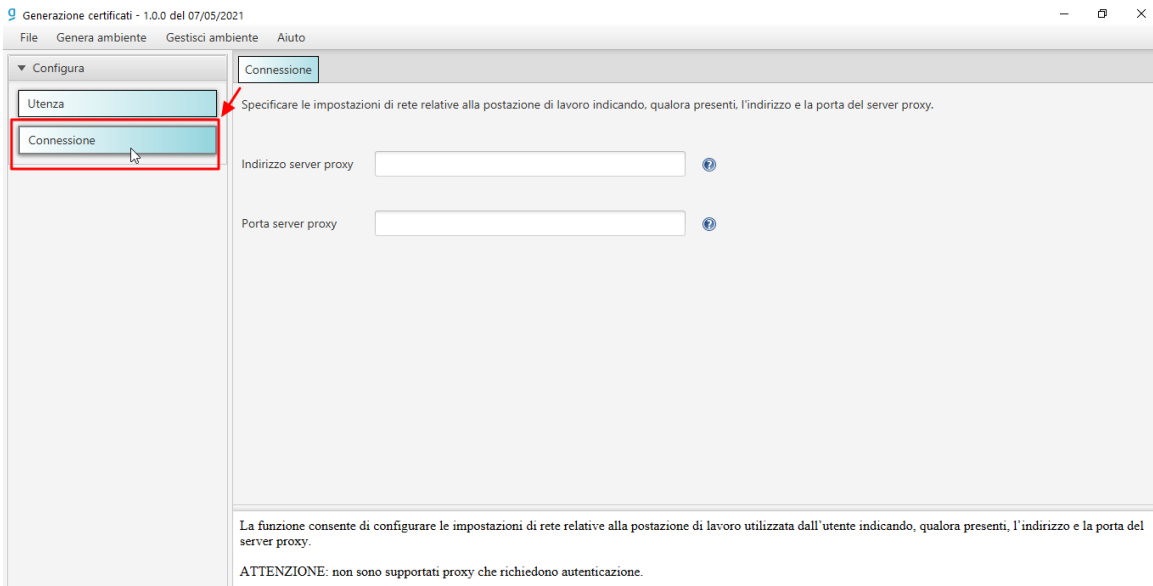 g Generazione certificati - 1.0.0 del 07/05/2021
File Genera ambiente Gestisci ambiente Aiuto
Configura
Utenza
Connessione
Connessione
Specificare le impostazioni di rete relative alla postazione di lavoro indicando, qualora presenti, l'indirizzo e la porta del server proxy.
Indirizzo server proxy ?
Porta server proxy ?
La funzione consente di configurare le impostazioni di rete relative alla postazione di lavoro utilizzata dall'utente indicando, qualora presenti, l'indirizzo e la porta del
server proxy.
ATTENZIONE: non sono supportati proxy che richiedono autenticazione.